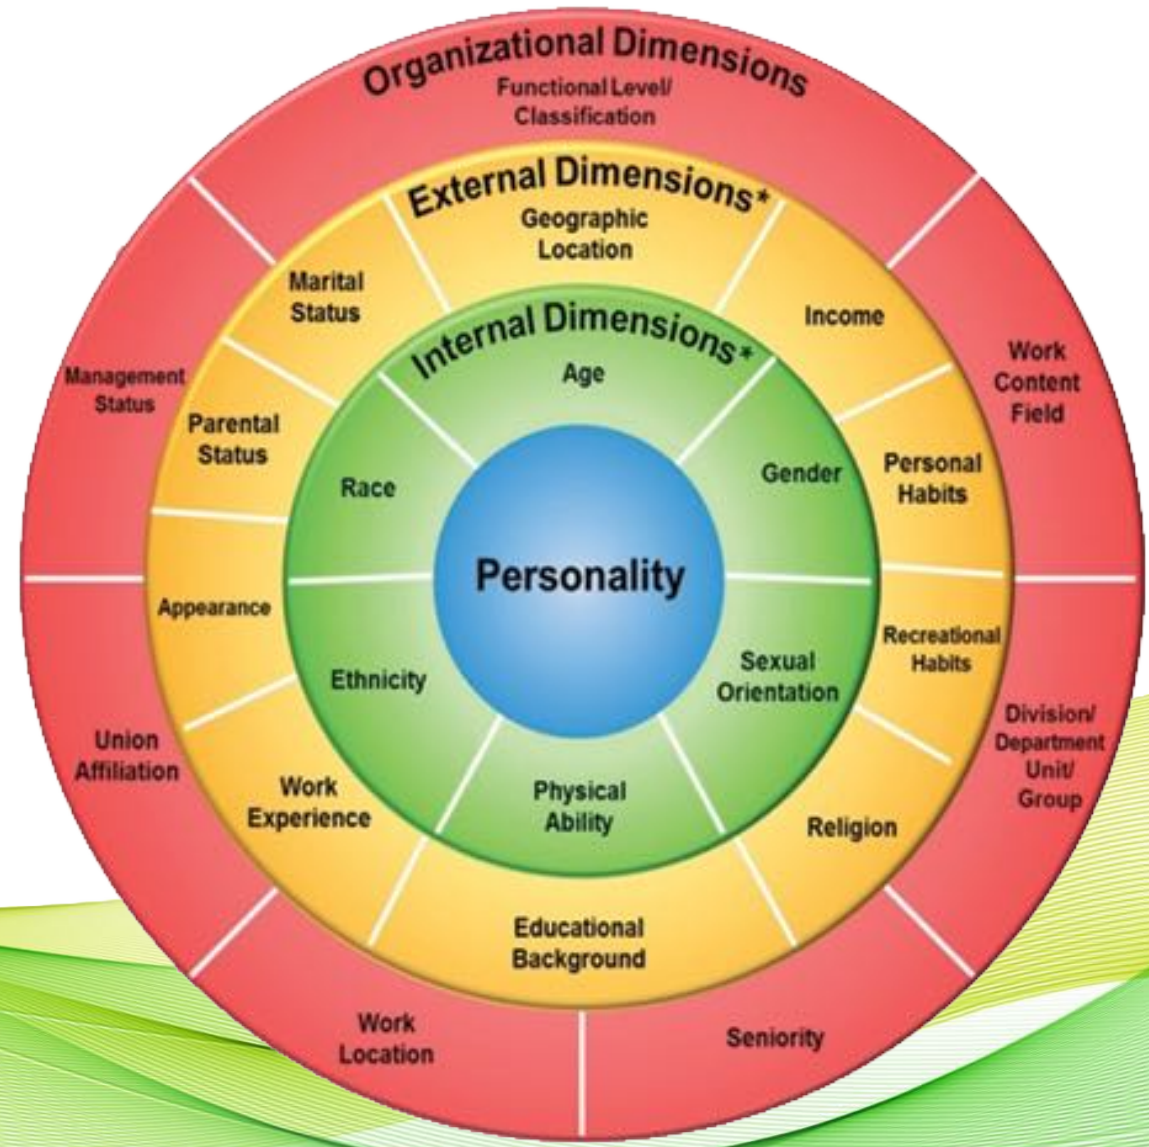 Organizational Dimensions
Functional Level/
Classification
External Dimensions*
Geographic
Location
Marital
Status
Income
Internal Dimensions*
Age
Work
Content
Field
Management
Status
Parental
Status
Race
Gender
Personal
Habits
Personality
Appearance
Ethnicity
Sexual
Orientation
Recreational
Habits
Union
Affiliation
Division/
Department
Unit/
Group
Work
Experience
Physical
Ability
Religion
Educational
Background
Work
Location
Seniority